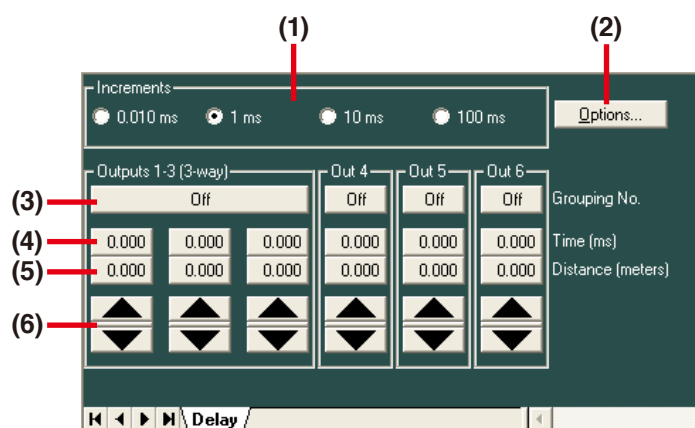 (1) (2)
Increments
0.010 ms 1 ms 10 ms 100 ms Options...
Outputs 1-3 (3-way) Out 4 Out 5 Out 6
(3) Off Off Off Off Grouping No.
(4) 0.000 0.000 0.000 0.000 0.000 0.000 Time (ms)
(5) 0.000 0.000 0.000 0.000 0.000 0.000 Distance (meters)
(6)
Delay